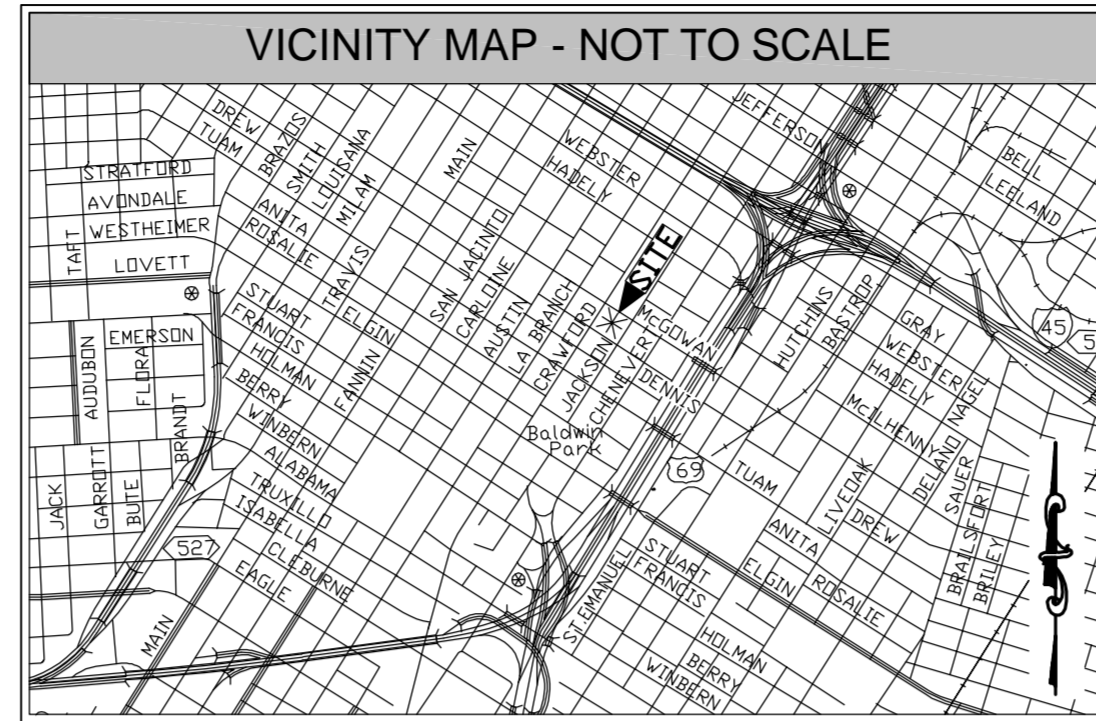 VICINITY MAP - NOT TO SCALE
DREW
TUAM
BRAZOS
SMITH
LOUISANA
MILAM
MAIN
WEBSTER
HADELY
JEFFERSON
BELL
LEELAND
STRATFORD
AVONDALE
WESTHEIMER
TAFT
LOVETT
ANITA
ROSALIE
TRAVIS
SAN JACINTO
CARLOINE
AUSTIN
LA BRANCH
CRAWFORD
JACKSON
CHENEVER
SITE
McGOWAN
DENNIS
HUTCHINS
BASTROP
GRAY
WEBSTER
HADELY
McILHENNY
NAGEL
45
5
STUART
FRANCIS
HOLMAN
BERRY
WINBERN
ALABAMA
TRUXILLO
ISABELLA
CLEBURNE
EAGLE
ELGIN
FANNIN
EMERSON
AUDUBON
FLORA
BRANDT
JACK
GARROTT
BUTE
527
MAIN
Baldwin
Park
69
TUAM
ANITA
LIVEOAK
DREW
DELANO
SAUER
BRAILSFORT
BRILEY
ST.EMANUEL
STUART
FRANCIS
ELGIN
ROSALIE
HOLMAN
BERRY
WINBERN